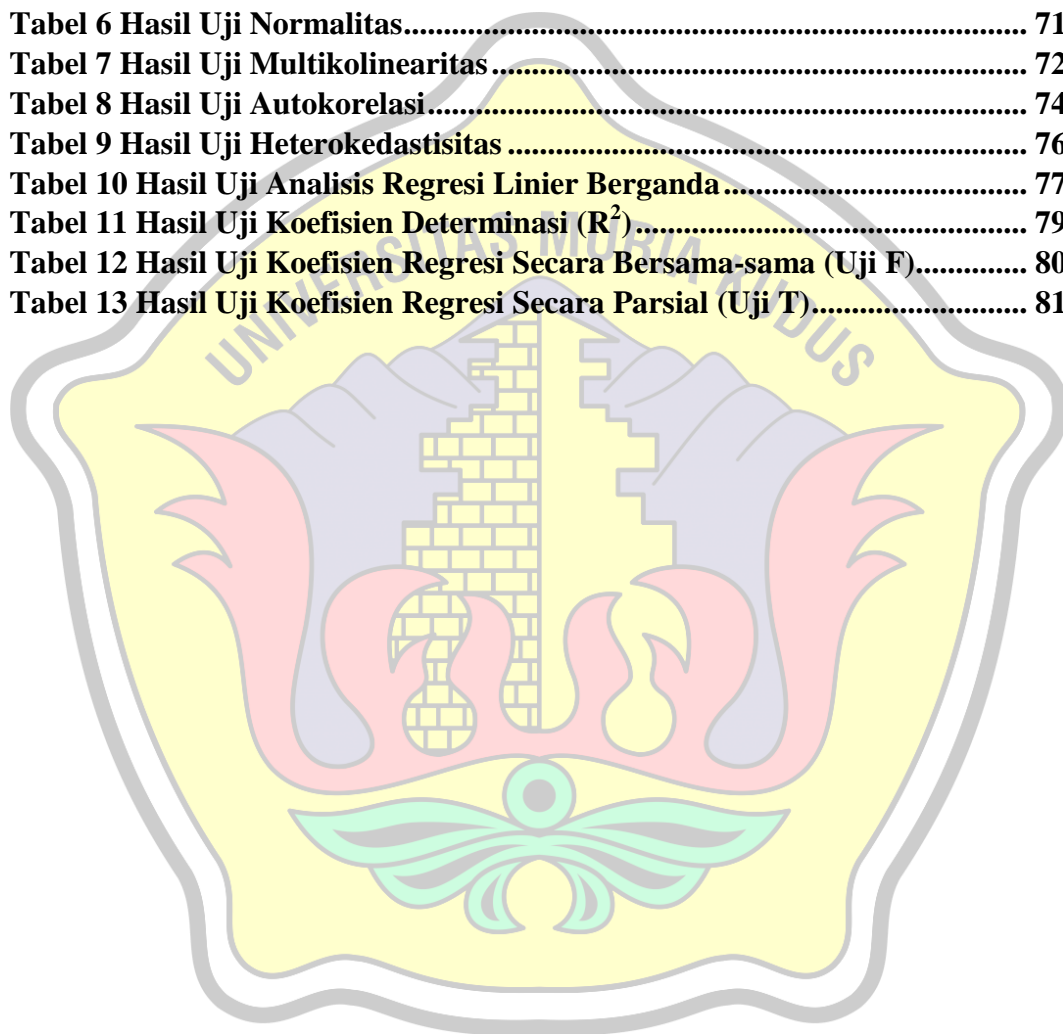 Tabel 6 Hasil Uji Normalitas........................................................................... 71
Tabel 7 Hasil Uji Multikolinearitas................................................................ 72
Tabel 8 Hasil Uji Autokorelasi........................................................................ 74
Tabel 9 Hasil Uji Heterokedastisitas .............................................................. 76
Tabel 10 Hasil Uji Analisis Regresi Linier Berganda..................................... 77
Tabel 11 Hasil Uji Koefisien Determinasi (R²)............................................... 79
Tabel 12 Hasil Uji Koefisien Regresi Secara Bersama-sama (Uji F)............. 80
Tabel 13 Hasil Uji Koefisien Regresi Secara Parsial (Uji T).......................... 81
UNIVERSITAS MURIA KUDUS